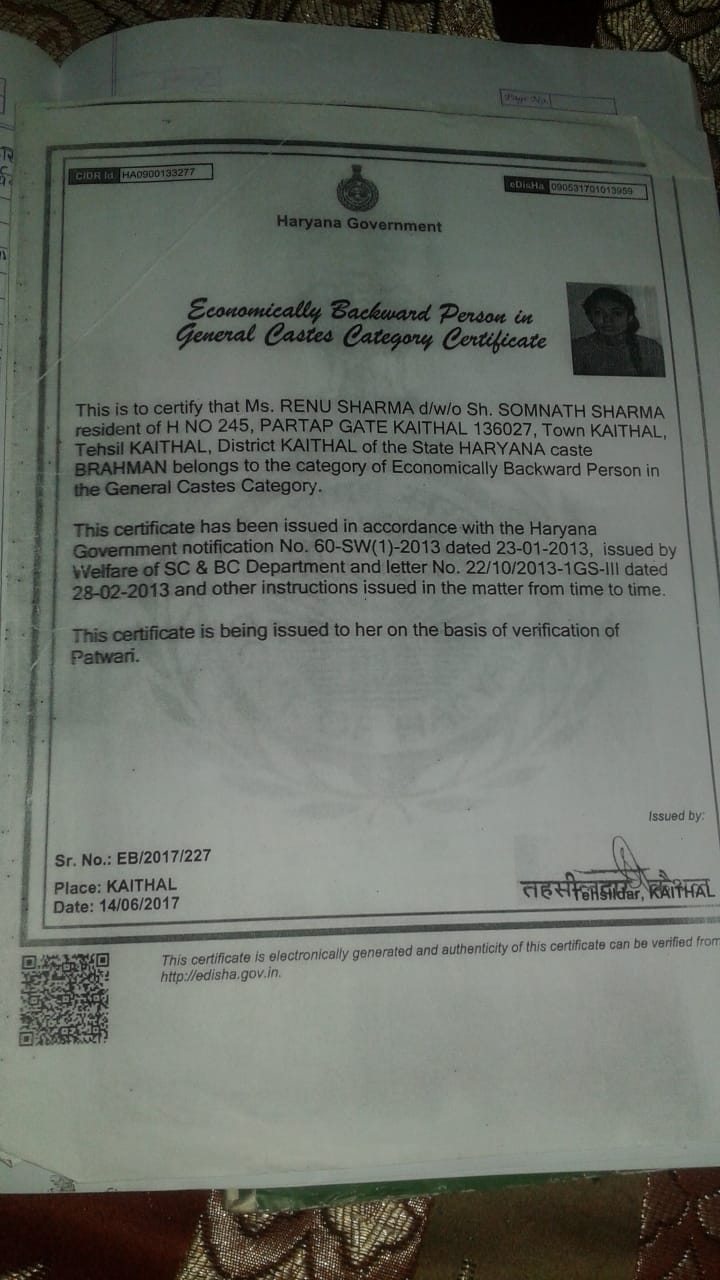 Page No.
CIDR Id HA0900133277
eDisHa 090531701013959
Haryana Government
Economically Backward Person in
General Castes Category Certificate
This is to certify that Ms. RENU SHARMA d/w/o Sh. SOMNATH SHARMA
resident of H NO 245, PARTAP GATE KAITHAL 136027, Town KAITHAL,
Tehsil KAITHAL, District KAITHAL of the State HARYANA caste
BRAHMAN belongs to the category of Economically Backward Person in
the General Castes Category.
This certificate has been issued in accordance with the Haryana
Government notification No. 60-SW(1)-2013 dated 23-01-2013, issued by
Welfare of SC & BC Department and letter No. 22/10/2013-1GS-III dated
28-02-2013 and other instructions issued in the matter from time to time.
This certificate is being issued to her on the basis of verification of
Patwari.
Issued by:
Sr. No.: EB/2017/227
Place: KAITHAL
Date: 14/06/2017
तहसीलदार
Tehsildar, KAITHAL
This certificate is electronically generated and authenticity of this certificate can be verified from
http://edisha.gov.in.